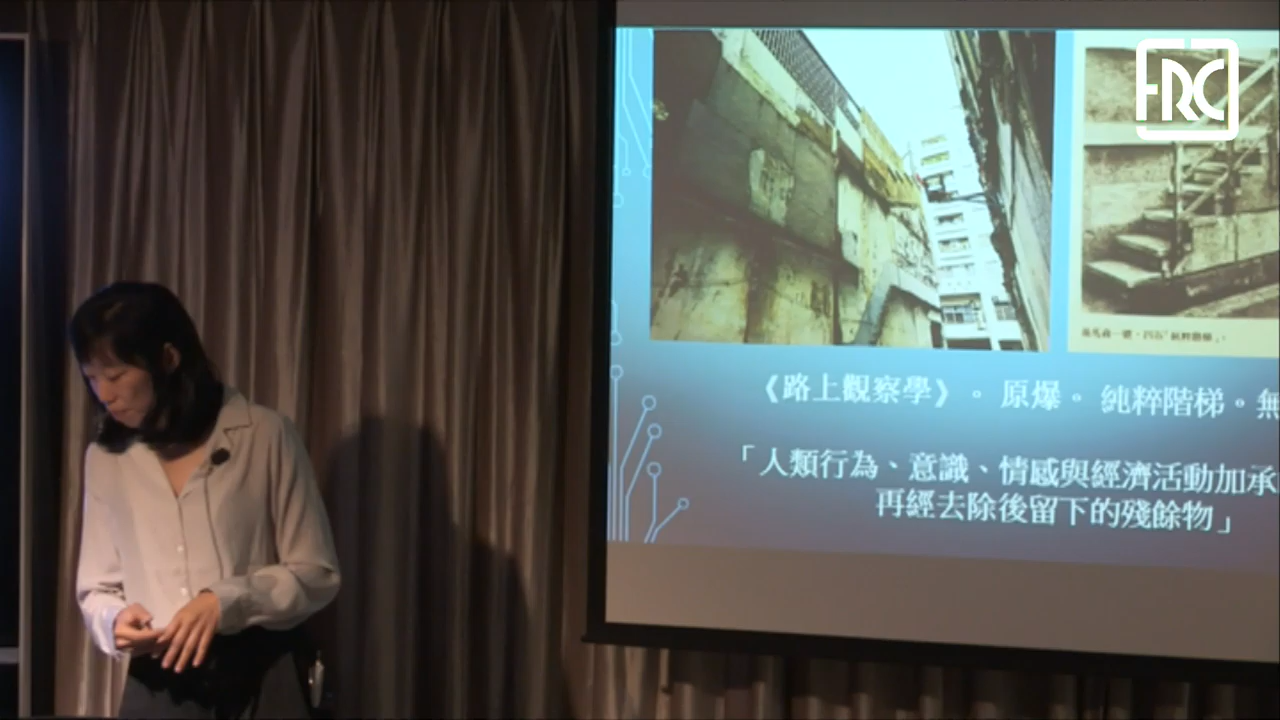 HRC
《路上觀察學》。原爆。純粹階梯。無
「人類行為、意識、情感與經濟活動加承
再經去除後留下的殘餘物」